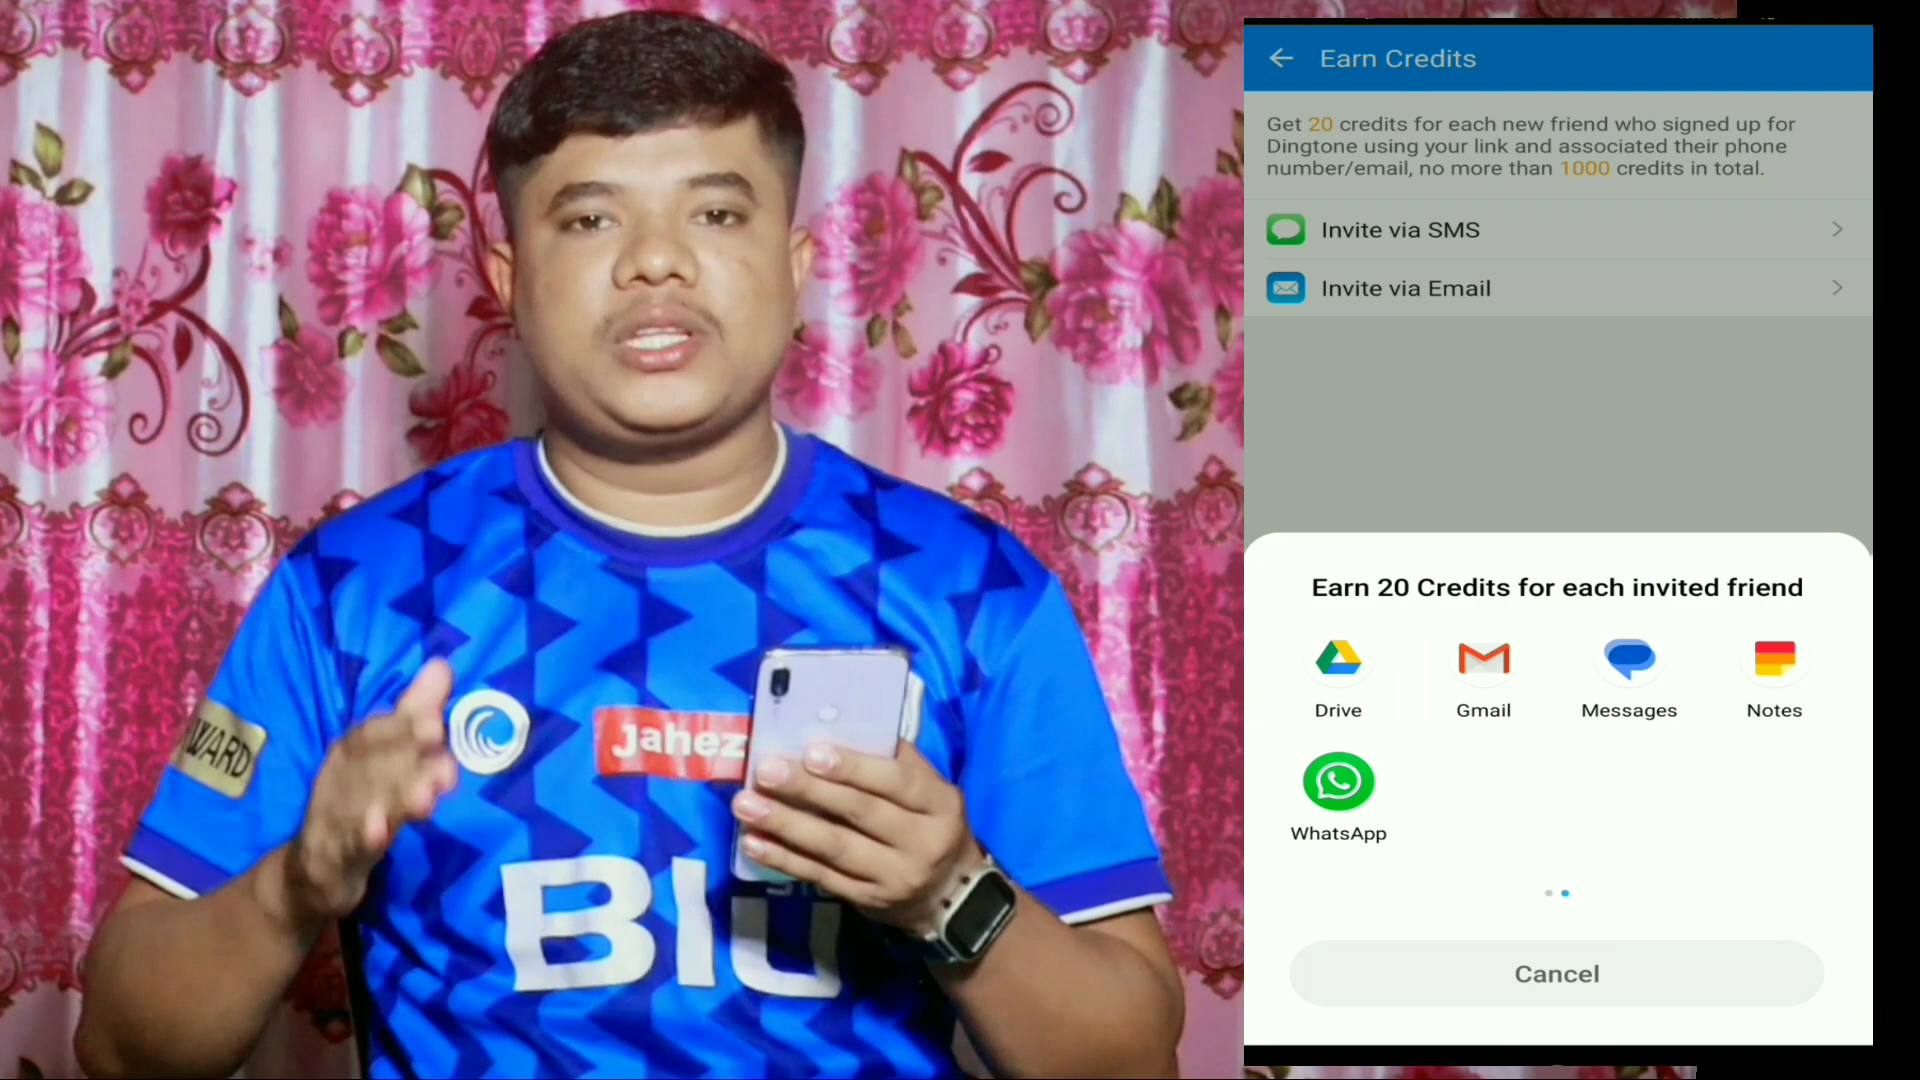 Earn Credits
Get 20 credits for each new friend who signed up for
Dingtone using your link and associated their phone
number/email, no more than 1000 credits in total.
Invite via SMS
Invite via Email
Earn 20 Credits for each invited friend
Drive
Gmail
Messages
Notes
WhatsApp
Cancel
WARD
Jahez